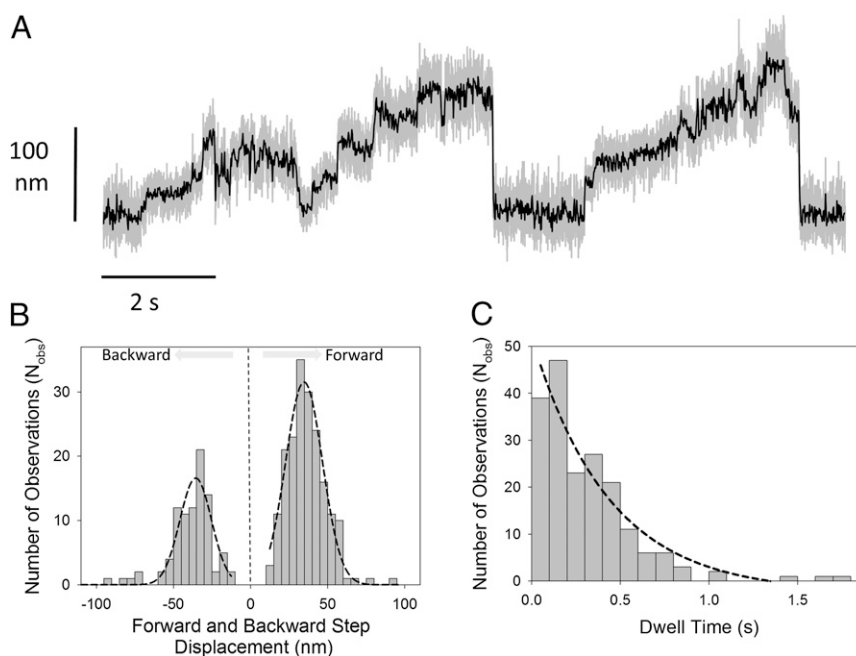 A
100
nm
2 s
B
Number of Observations (N_obs)
30
20
10
0
Backward
Forward
-100
-50
0
50
100
Forward and Backward Step
Displacement (nm)
C
Number of Observations (N_obs)
50
40
30
20
10
0
0.0
0.5
1.0
1.5
Dwell Time (s)